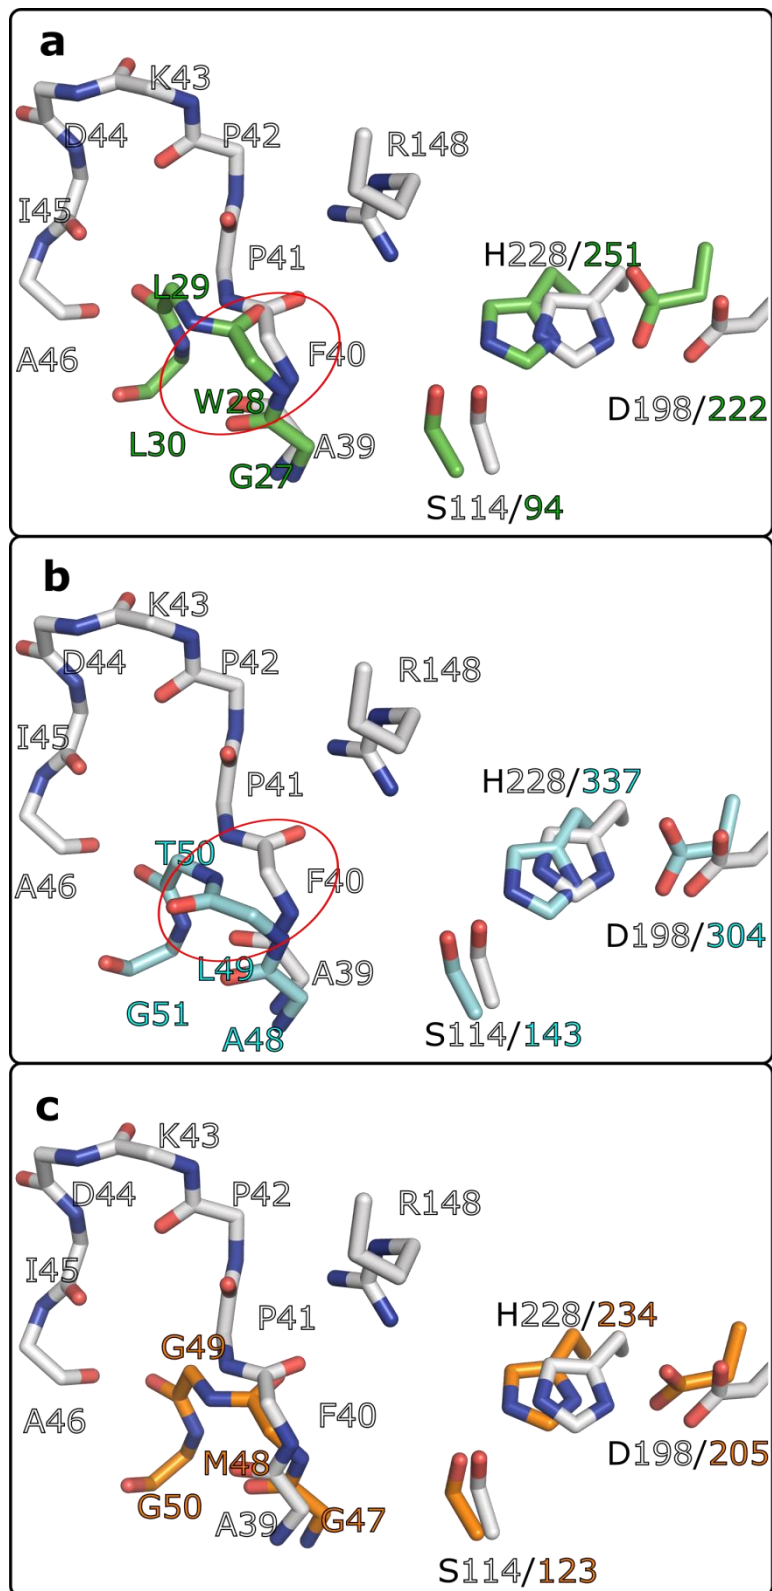 a
K43
D44
P42
R148
I45
P41
H228/251
L29
A46
F40
W28
D198/222
L30
A39
G27
S114/94
b
K43
D44
P42
R148
I45
P41
H228/337
T50
A46
F40
D198/304
L49
A39
G51
A48
S114/143
c
K43
D44
P42
R148
I45
P41
H228/234
G49
A46
F40
D198/205
M48
G50
A39
G47
S114/123